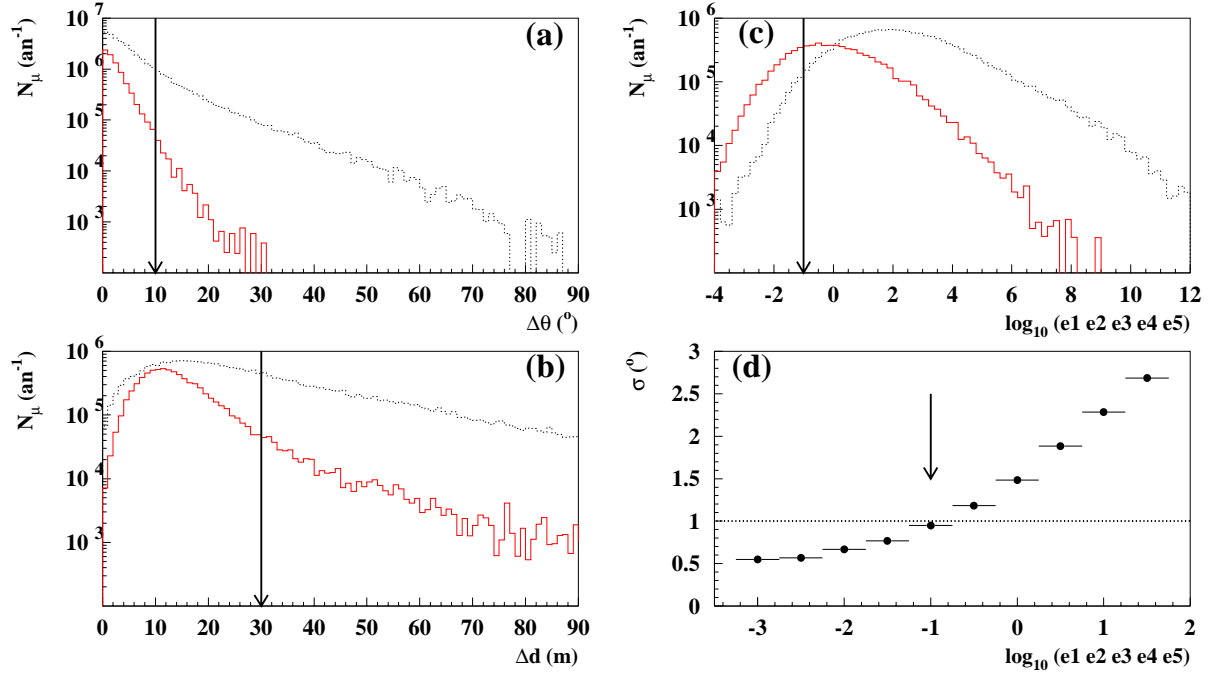 N_μ (an⁻¹)
10⁷
10⁶
10⁵
10⁴
10³
(a)
0 10 20 30 40 50 60 70 80 90
Δθ (°)
N_μ (an⁻¹)
10⁶
10⁵
10⁴
10³
(c)
-4 -2 0 2 4 6 8 10 12
log₁₀ (e1 e2 e3 e4 e5)
N_μ (an⁻¹)
10⁶
10⁵
10⁴
10³
(b)
0 10 20 30 40 50 60 70 80 90
Δd (m)
σ (°)
3
2.5
2
1.5
1
0.5
0
(d)
-3 -2 -1 0 1 2
log₁₀ (e1 e2 e3 e4 e5)